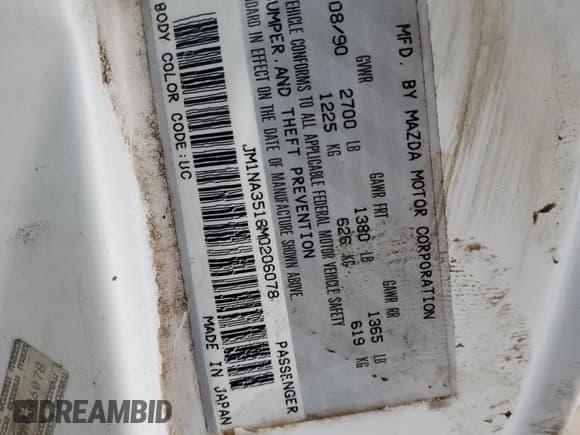 MFD. BY MAZDA MOTOR CORPORATION
08/90
GVWR 2700 LB
1225 KG
GAWR FRT 1380 LB
626 KG
GAWR RR 1365 LB
619 KG
VEHICLE CONFORMS TO ALL APPLICABLE FEDERAL MOTOR VEHICLE SAFETY
BUMPER, AND THEFT PREVENTION
STANDARD IN EFFECT ON THE DATE OF MANUFACTURE SHOWN ABOVE.
JM1NA3518M0206078
PASSENGER
BODY COLOR CODE:UC
MADE IN JAPAN
DREAMBID